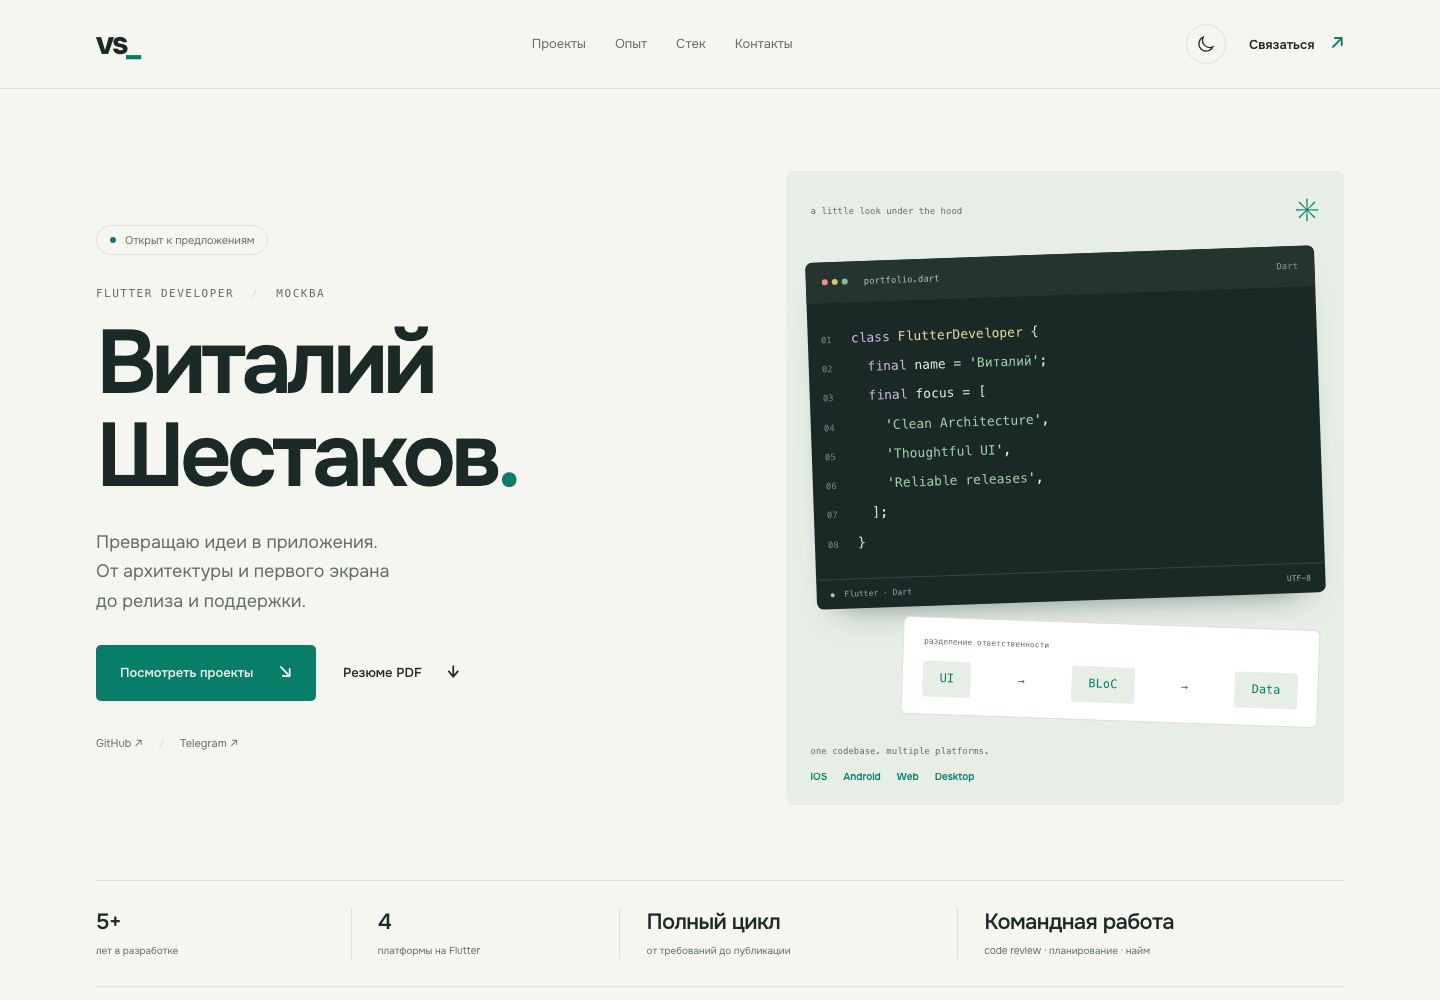 vs_
Проекты Опыт Стек Контакты
Связаться ↗
Открыт к предложениям
FLUTTER DEVELOPER / МОСКВА
Виталий
Шестаков.
Превращаю идеи в приложения.
От архитектуры и первого экрана
до релиза и поддержки.
Посмотреть проекты ↘
Резюме PDF ↓
GitHub ↗ / Telegram ↗
a little look under the hood
portfolio.dart
Dart
01 class FlutterDeveloper {
02 final name = 'Виталий';
03 final focus = [
04 'Clean Architecture',
05 'Thoughtful UI',
06 'Reliable releases',
07 ];
08 }
Flutter · Dart
UTF-8
разделение ответственности
UI → BLoC → Data
one codebase. multiple platforms.
iOS Android Web Desktop
5+
лет в разработке
4
платформы на Flutter
Полный цикл
от требований до публикации
Командная работа
code review · планирование · найм